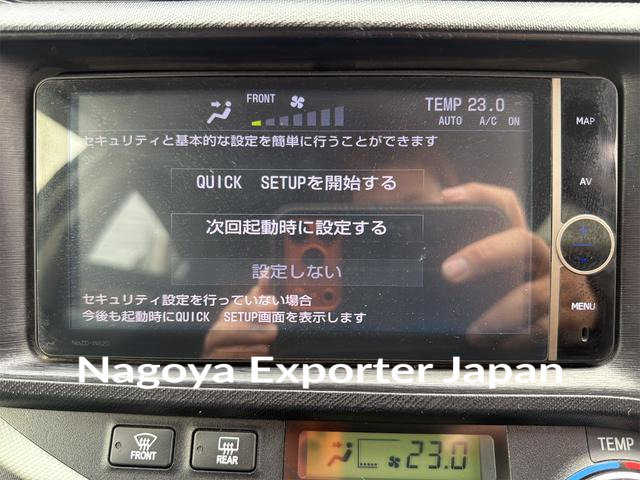 FRONT
TEMP 23.0
AUTO A/C ON
セキュリティと基本的な設定を簡単に行うことができます
QUICK SETUPを開始する
次回起動時に設定する
設定しない
セキュリティ設定を行っていない場合
今後も起動時にQUICK SETUP画面を表示します
MAP
AV
+
-
MENU
NSZD-W62G
Nagoya Exporter Japan
FRONT
REAR
23.0
TEMP